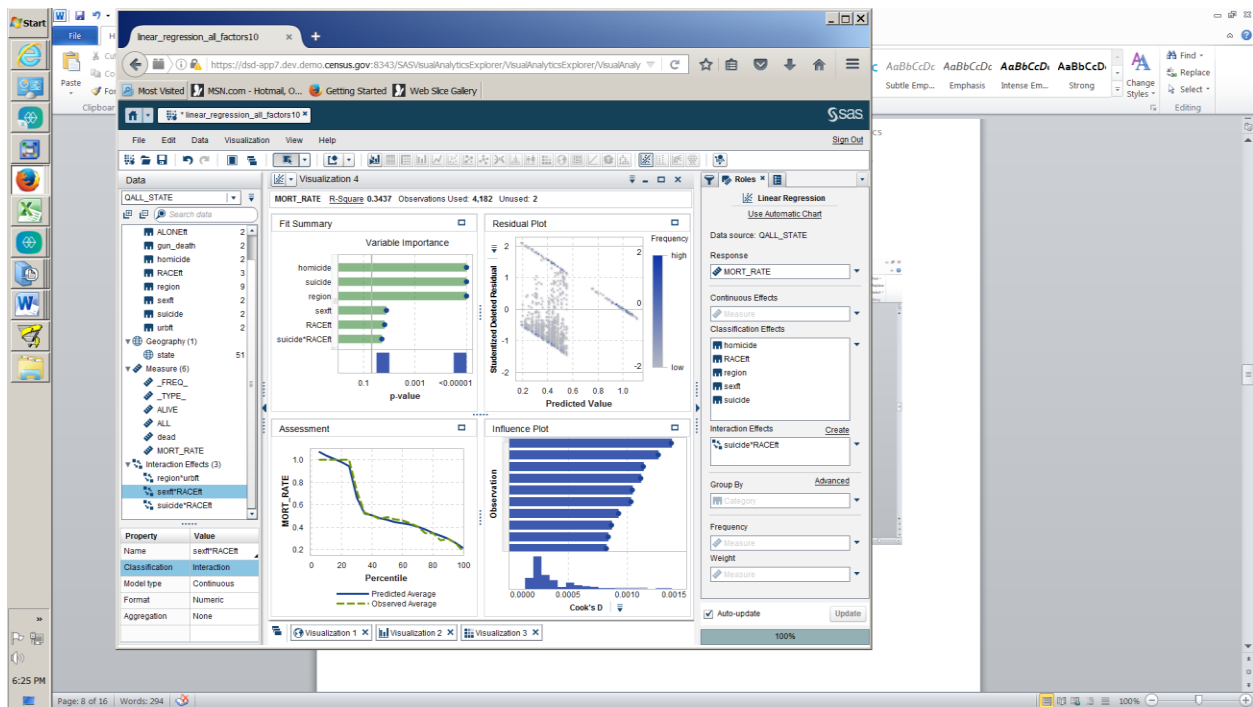 Start
File
Paste
Clipboar
linear_regression_all_factors10
https://dsd-app7.dev.demo.census.gov:8343/SASVisualAnalyticsExplorer/VisualAnalyticsExplorer/VisualAnaly
Most Visited MSN.com - Hotmail, O... Getting Started Web Slice Gallery
* linear_regression_all_factors10
sas
File Edit Data Visualization View Help
Sign Out
Data
QALL_STATE
Search data
ALONEft 2
gun_death 2
homicide 2
RACEft 3
region 9
sexft 2
suicide 2
urbft 2
Geography (1)
state 51
Measure (6)
_FREQ_
_TYPE_
ALIVE
ALL
dead
MORT_RATE
Interaction Effects (3)
region*urbft
sexft*RACEft
suicide*RACEft
Property Value
Name sexft*RACEft
Classification Interaction
Model type Continuous
Format Numeric
Aggregation None
Visualization 4
MORT_RATE R-Square 0.3437 Observations Used: 4,182 Unused: 2
Fit Summary
Variable Importance
homicide
suicide
region
sexft
RACEft
suicide*RACEft
0.1 0.001 <0.00001
p-value
Residual Plot
Frequency
high
low
2
0
-2
Studentized Deleted Residual
2
1
0
-1
-2
0.2 0.4 0.6 0.8 1.0
Predicted Value
Assessment
MORT_RATE
1.0
0.8
0.6
0.4
0.2
0 20 40 60 80 100
Percentile
Predicted Average
Observed Average
Influence Plot
Observation
0.0000 0.0005 0.0010 0.0015
Cook's D
Visualization 1 Visualization 2 Visualization 3
Roles
Linear Regression
Use Automatic Chart
Data source: QALL_STATE
Response
MORT_RATE
Continuous Effects
Measure
Classification Effects
homicide
RACEft
region
sexft
suicide
Interaction Effects Create
suicide*RACEft
Group By Advanced
Category
Frequency
Measure
Weight
Measure
Auto-update Update
100%
AaBbCcDc AaBbCcDc AaBbCcDc AaBbCcDc
Subtle Emp... Emphasis Intense Em... Strong
Change
Styles
Find
Replace
Select
Editing
6:25 PM
Page: 8 of 16 Words: 294
100%